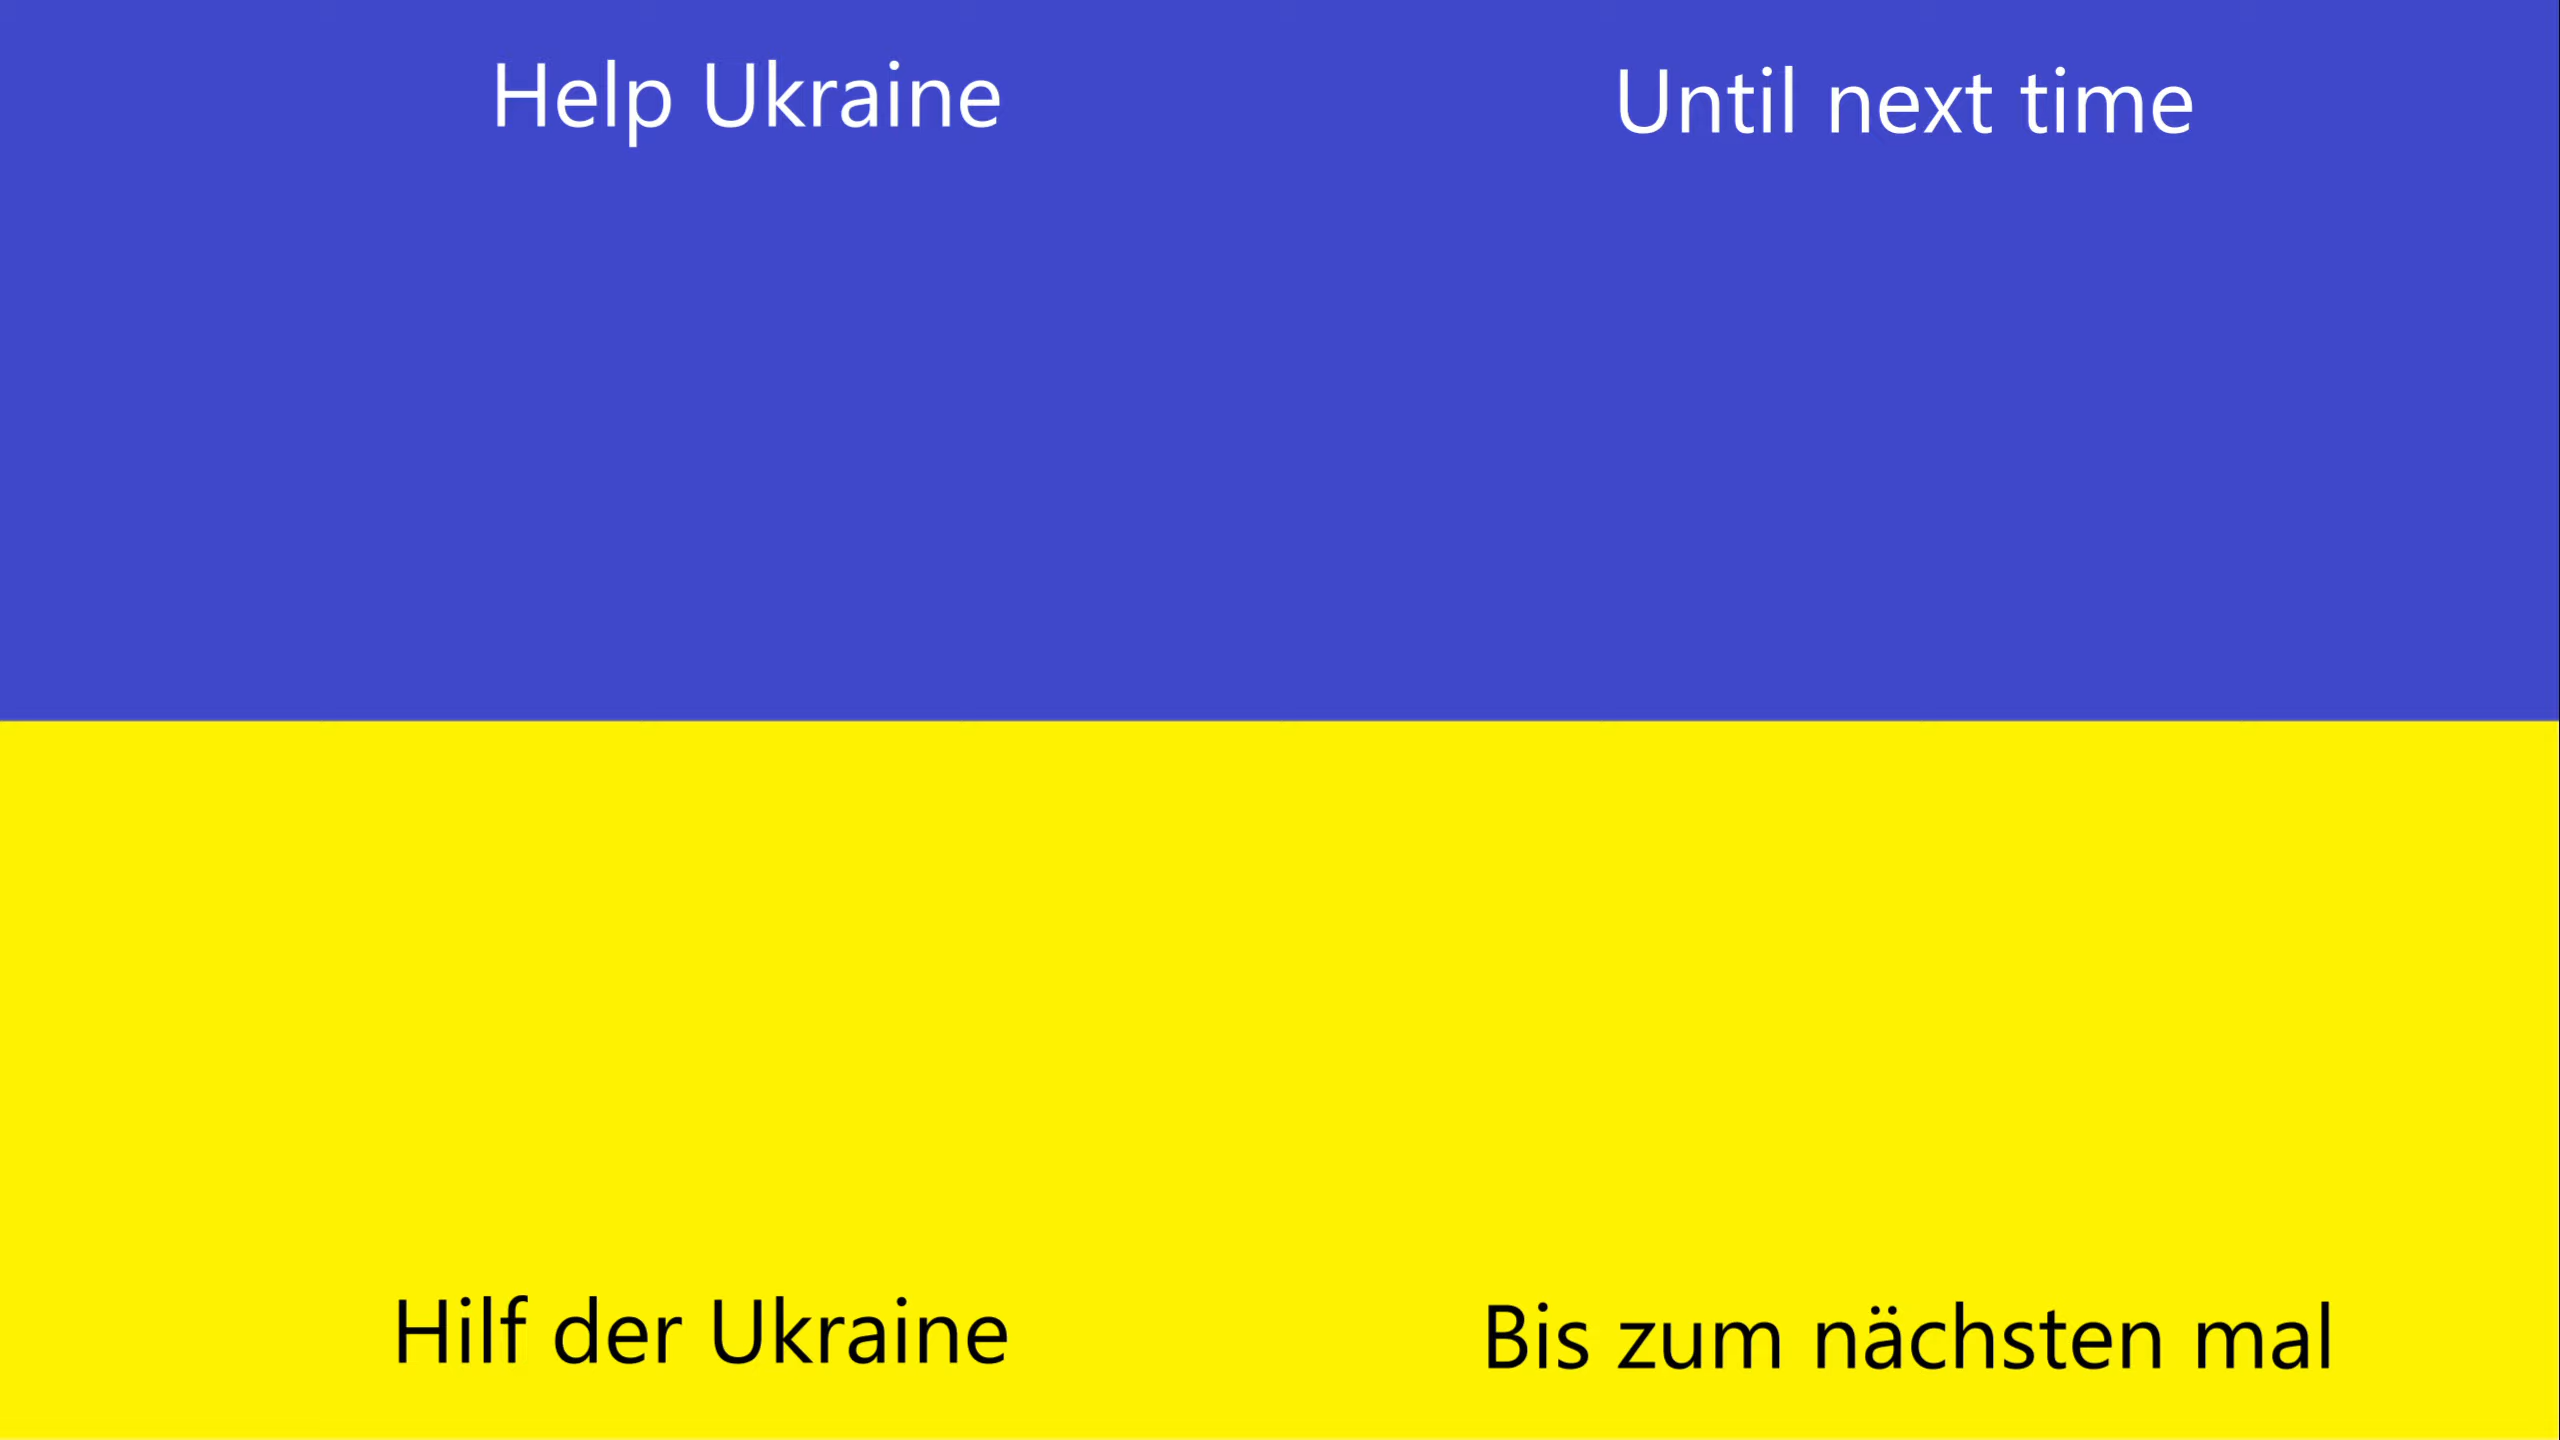 Help Ukraine
Until next time
Hilf der Ukraine
Bis zum nächsten mal